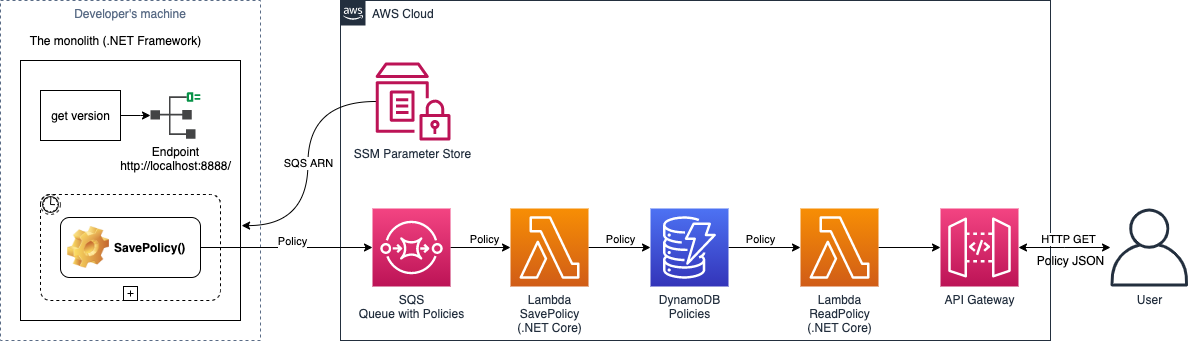 Developer's machine
aws
AWS Cloud
The monolith (.NET Framework)
get version
Endpoint
http://localhost:8888/
SSM Parameter Store
SQS ARN
SavePolicy()
+
Policy
Policy
Policy
Policy
</>
HTTP GET
Policy JSON
SQS
Queue with Policies
Lambda
SavePolicy
(.NET Core)
DynamoDB
Policies
Lambda
ReadPolicy
(.NET Core)
API Gateway
User